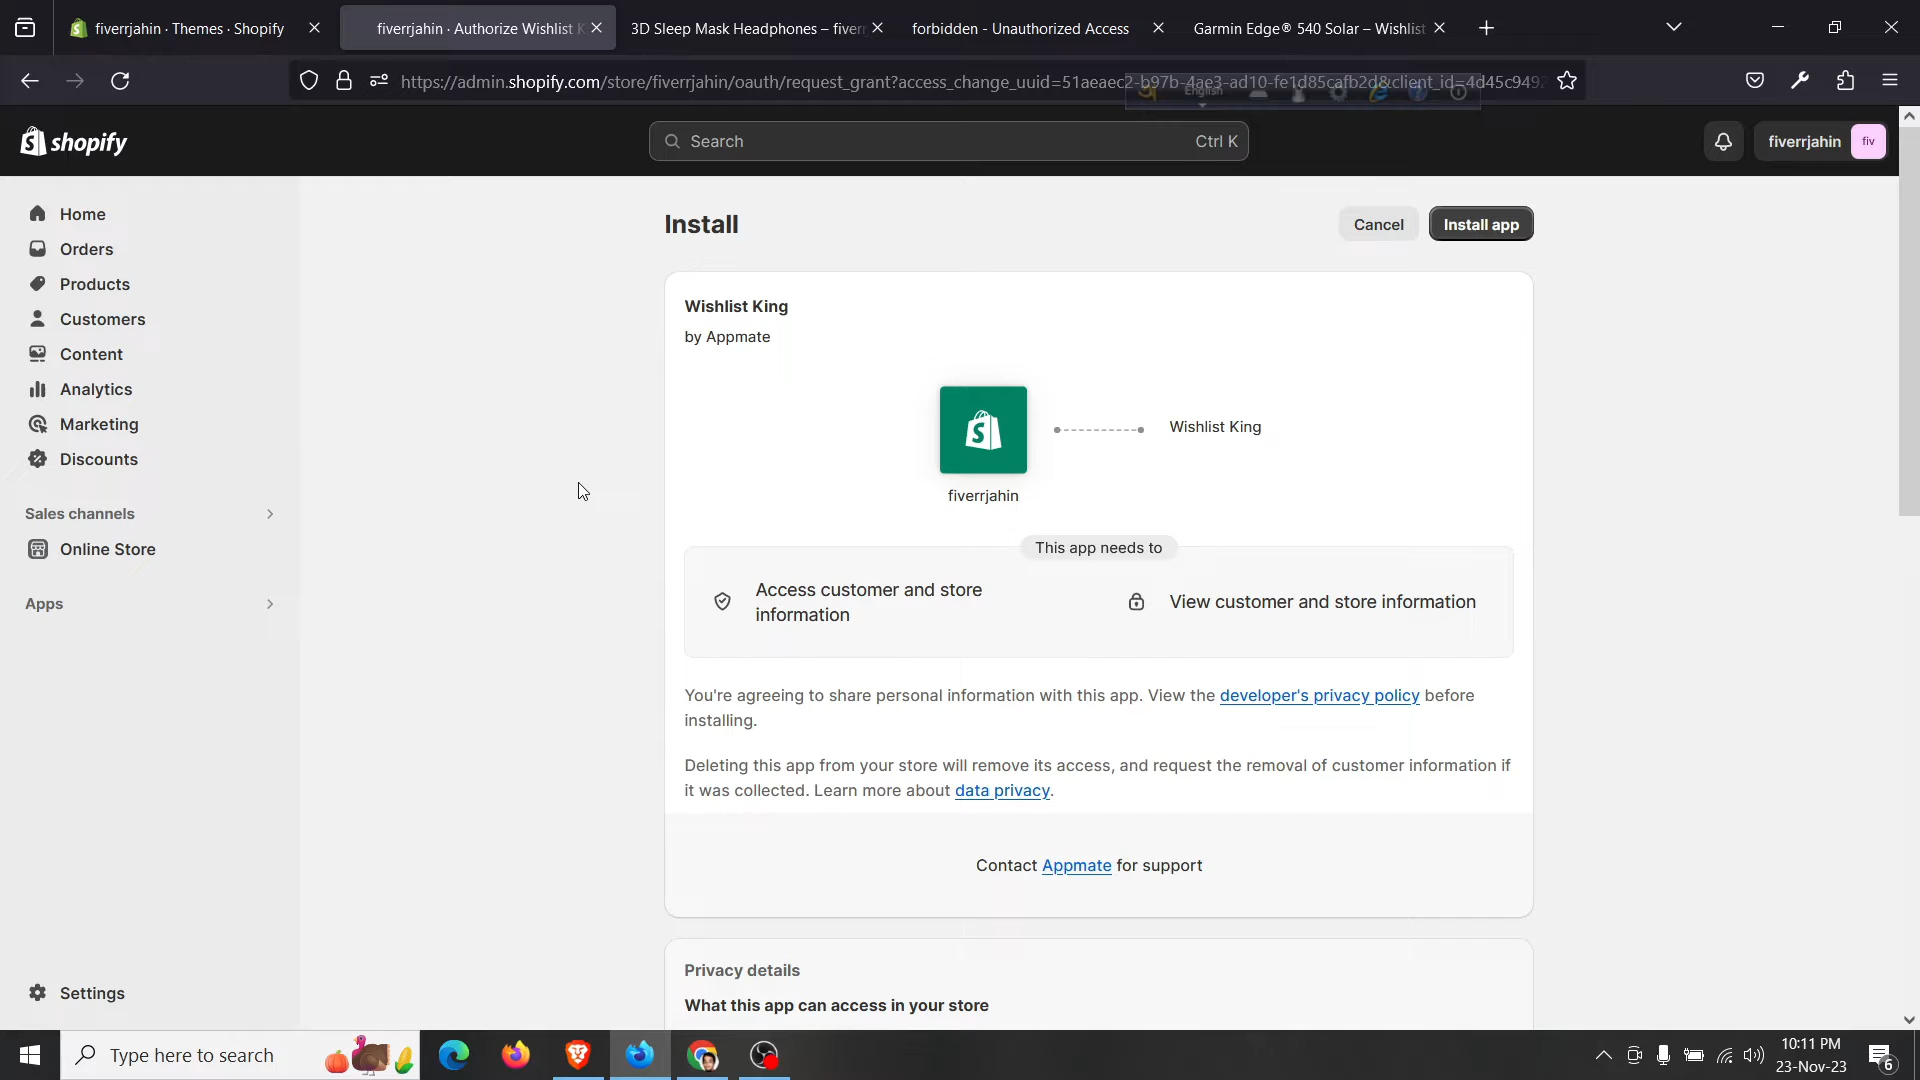 fiverrjahin · Themes · Shopify
fiverrjahin · Authorize Wishlist K
3D Sleep Mask Headphones – fiverr
forbidden - Unauthorized Access
Garmin Edge® 540 Solar – Wishlist
https://admin.shopify.com/store/fiverrjahin/oauth/request_grant?access_change_uuid=51aeaec2-b97b-4ae3-ad10-fe1d85cafb2d&client_id=4d45c9492
English
shopify
Search
Ctrl K
fiverrjahin
fiv
Home
Orders
Products
Customers
Content
Analytics
Marketing
Discounts
Sales channels
Online Store
Apps
Settings
Install
Cancel
Install app
Wishlist King
by Appmate
Wishlist King
fiverrjahin
This app needs to
Access customer and store
information
View customer and store information
You're agreeing to share personal information with this app. View the developer's privacy policy before
installing.
Deleting this app from your store will remove its access, and request the removal of customer information if
it was collected. Learn more about data privacy.
Contact Appmate for support
Privacy details
What this app can access in your store
Type here to search
10:11 PM
23-Nov-23
6